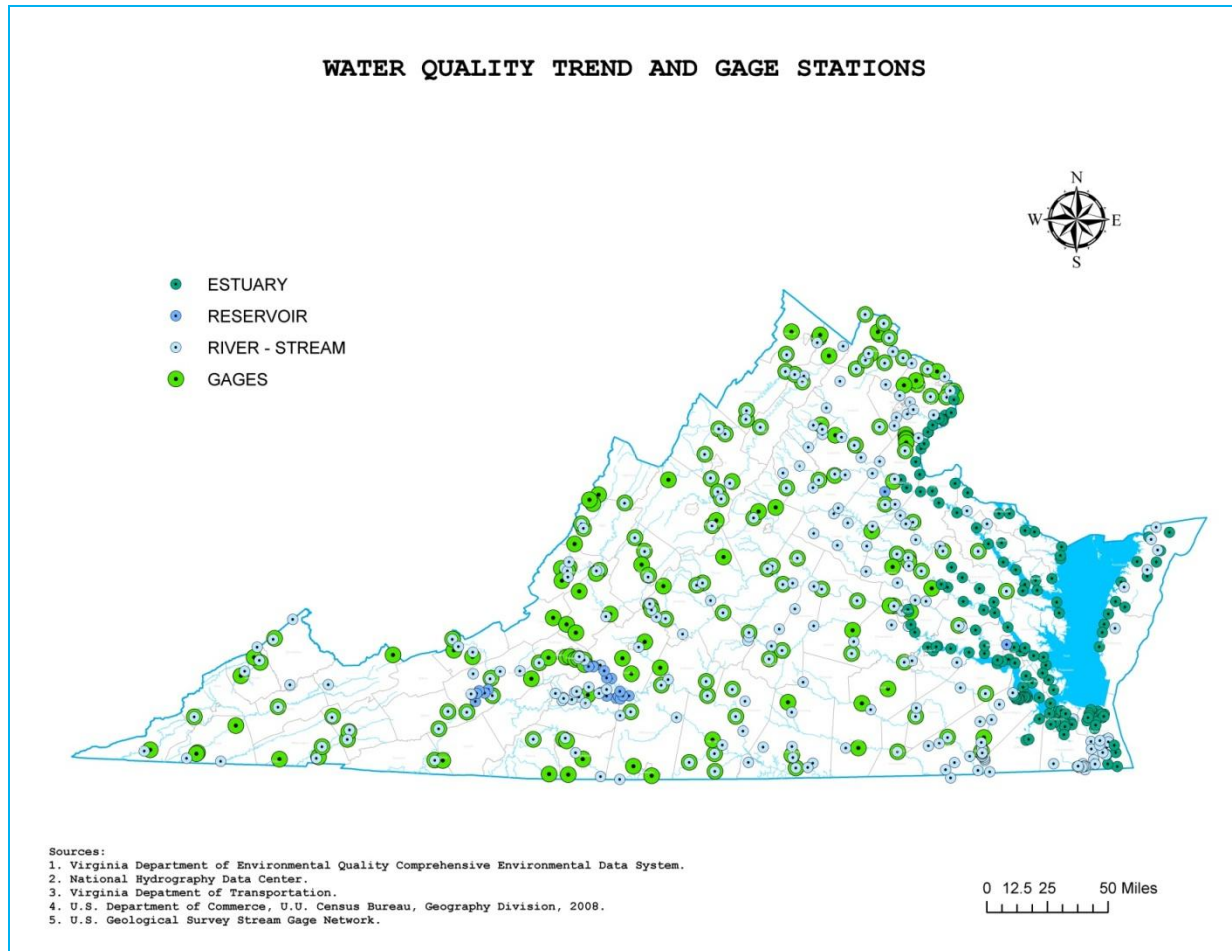 WATER QUALITY TREND AND GAGE STATIONS
N
W E
S
ESTUARY
RESERVOIR
RIVER - STREAM
GAGES
Sources:
1. Virginia Department of Environmental Quality Comprehensive Environmental Data System.
2. National Hydrography Data Center.
3. Virginia Depatment of Transportation.
4. U.S. Department of Commerce, U.U. Census Bureau, Geography Division, 2008.
5. U.S. Geological Survey Stream Gage Network.
0 12.5 25 50 Miles